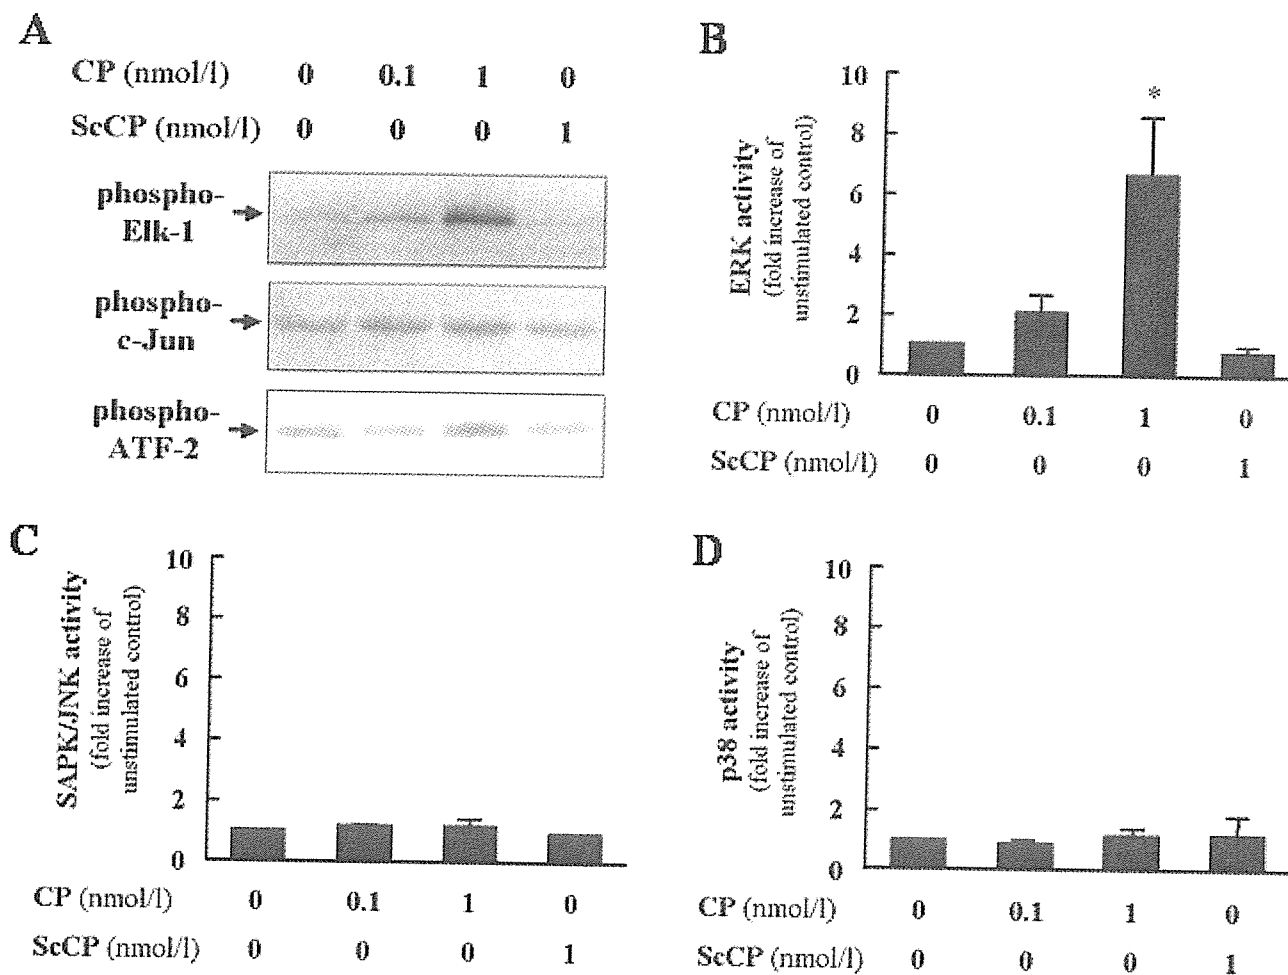 A
CP (nmol/l) 0 0.1 1 0
ScCP (nmol/l) 0 0 0 1
phospho-
Elk-1
phospho-
c-Jun
phospho-
ATF-2
B
ERK activity
(fold increase of
unstimulated control)
10
8
6
4
2
0
*
CP (nmol/l) 0 0.1 1 0
ScCP (nmol/l) 0 0 0 1
C
SAPK/JNK activity
(fold increase of
unstimulated control)
10
8
6
4
2
0
CP (nmol/l) 0 0.1 1 0
ScCP (nmol/l) 0 0 0 1
D
p38 activity
(fold increase of
unstimulated control)
10
8
6
4
2
0
CP (nmol/l) 0 0.1 1 0
ScCP (nmol/l) 0 0 0 1